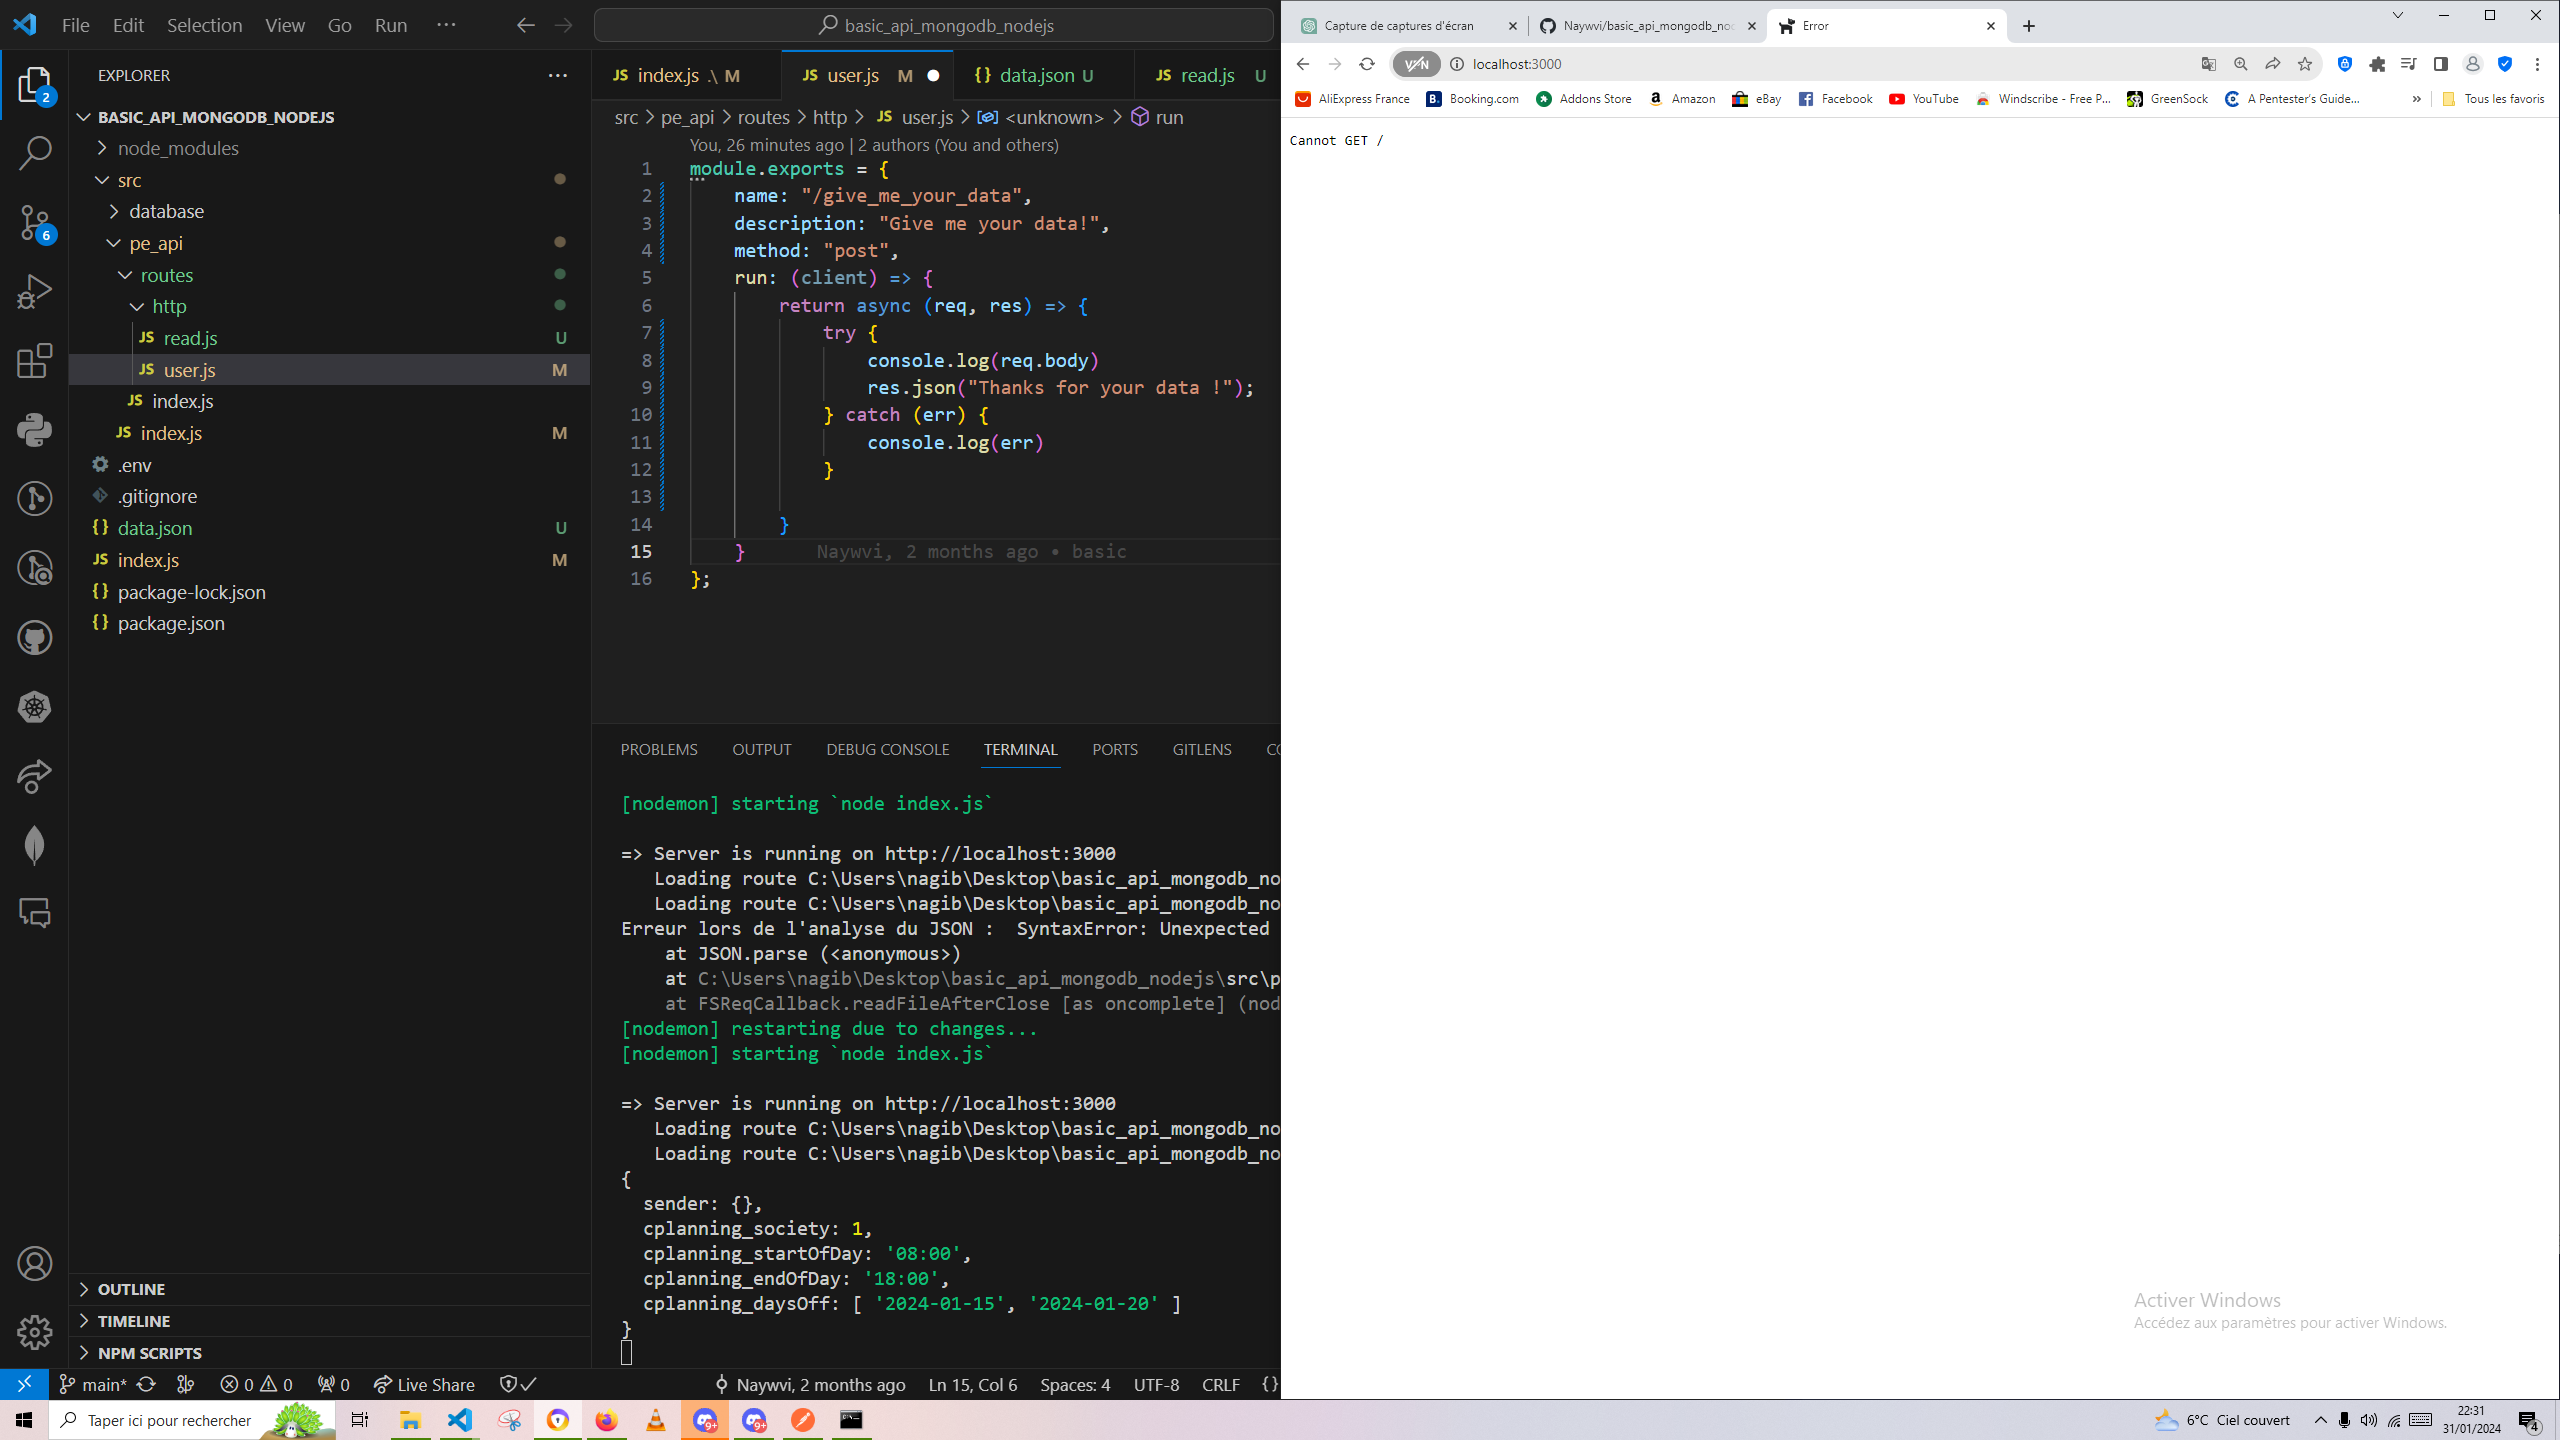 File Edit Selection View Go Run ··· basic_api_mongodb_nodejs
EXPLORER
BASIC_API_MONGODB_NODEJS
node_modules
src
database
pe_api
routes
http
JS read.js U
JS user.js M
JS index.js
JS index.js M
.env
.gitignore
{} data.json U
JS index.js M
{} package-lock.json
{} package.json
OUTLINE
TIMELINE
NPM SCRIPTS
2
6
JS index.js .\ M JS user.js M {} data.json U JS read.js U
src > pe_api > routes > http > JS user.js > <unknown> > run
You, 26 minutes ago | 2 authors (You and others)
1 module.exports = {
2 name: "/give_me_your_data",
3 description: "Give me your data!",
4 method: "post",
5 run: (client) => {
6 return async (req, res) => {
7 try {
8 console.log(req.body)
9 res.json("Thanks for your data !");
10 } catch (err) {
11 console.log(err)
12 }
13
14 }
15 } Naywvi, 2 months ago • basic
16 };
PROBLEMS OUTPUT DEBUG CONSOLE TERMINAL PORTS GITLENS
[nodemon] starting `node index.js`
=> Server is running on http://localhost:3000
Loading route C:\Users\nagib\Desktop\basic_api_mongodb_no
Loading route C:\Users\nagib\Desktop\basic_api_mongodb_no
Erreur lors de l'analyse du JSON : SyntaxError: Unexpected
at JSON.parse (<anonymous>)
at C:\Users\nagib\Desktop\basic_api_mongodb_nodejs\src\p
at FSReqCallback.readFileAfterClose [as oncomplete] (nod
[nodemon] restarting due to changes...
[nodemon] starting `node index.js`
=> Server is running on http://localhost:3000
Loading route C:\Users\nagib\Desktop\basic_api_mongodb_no
Loading route C:\Users\nagib\Desktop\basic_api_mongodb_no
{
sender: {},
cplanning_society: 1,
cplanning_startOfDay: '08:00',
cplanning_endOfDay: '18:00',
cplanning_daysOff: [ '2024-01-15', '2024-01-20' ]
}
main* 0 0 0 Live Share Naywvi, 2 months ago Ln 15, Col 6 Spaces: 4 UTF-8 CRLF {}
Capture de captures d'écran Naywvi/basic_api_mongodb_no Error
VPN localhost:3000
AliExpress France Booking.com Addons Store Amazon eBay Facebook YouTube Windscribe - Free P... GreenSock A Pentester's Guide... » Tous les favoris
Cannot GET /
Activer Windows
Accédez aux paramètres pour activer Windows.
Taper ici pour rechercher 9+ 9+ 6°C Ciel couvert 22:31
31/01/2024 4